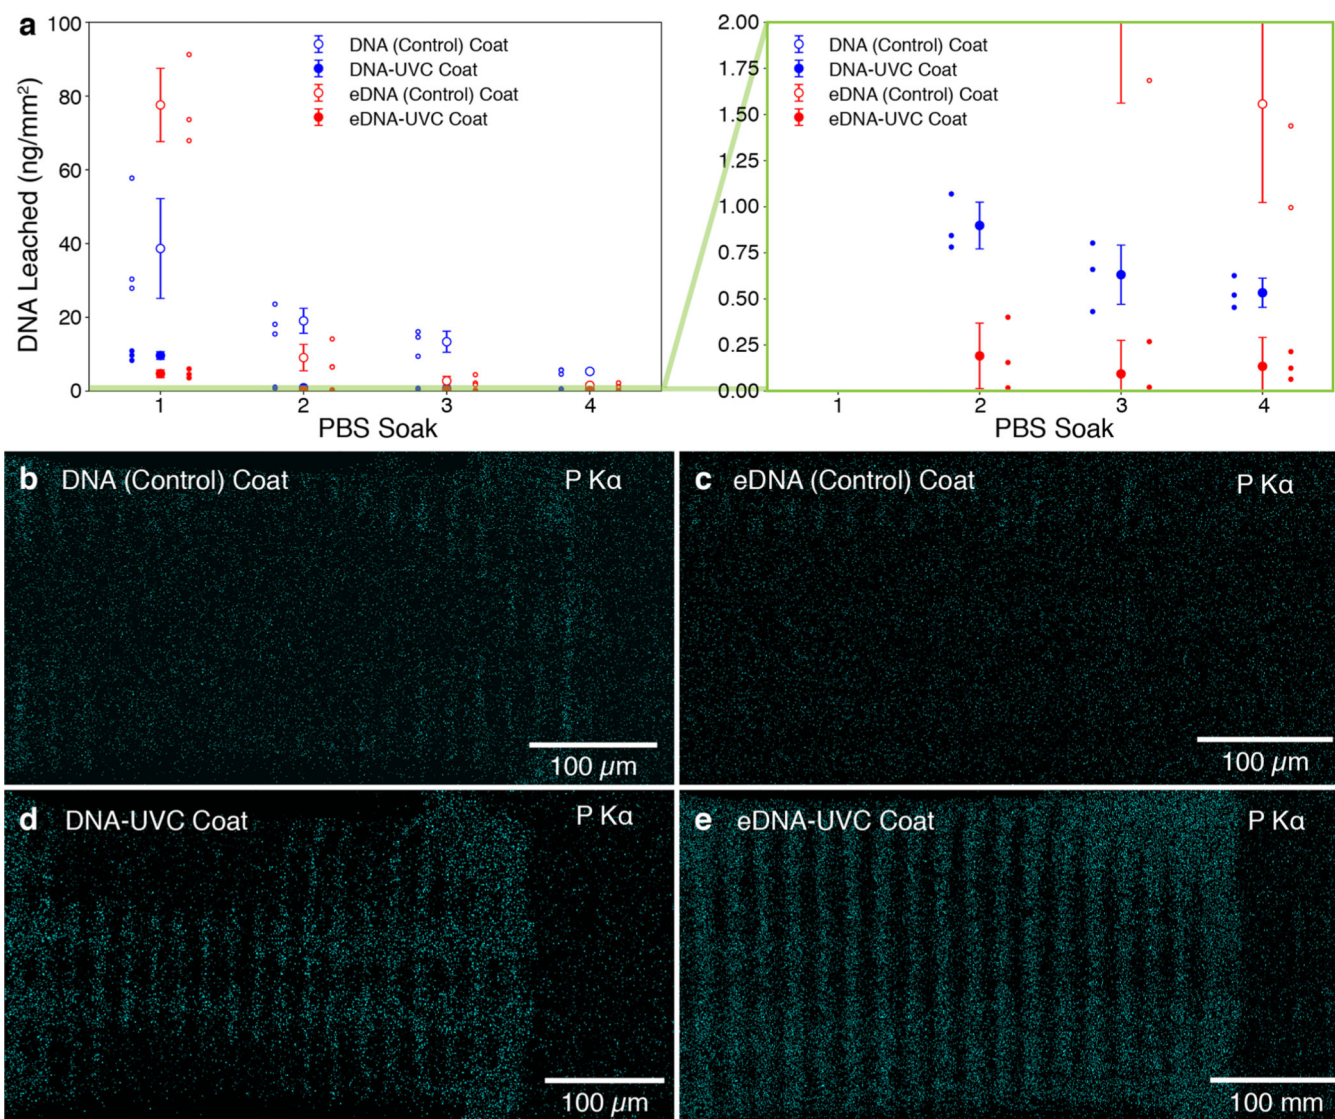 a
DNA Leached (ng/mm²)
100
80
60
40
20
0
DNA (Control) Coat
DNA-UVC Coat
eDNA (Control) Coat
eDNA-UVC Coat
1 2 3 4
PBS Soak
2.00
1.75
1.50
1.25
1.00
0.75
0.50
0.25
0.00
DNA (Control) Coat
DNA-UVC Coat
eDNA (Control) Coat
eDNA-UVC Coat
1 2 3 4
PBS Soak
b DNA (Control) Coat P Kα
100 µm
c eDNA (Control) Coat P Kα
100 µm
d DNA-UVC Coat P Kα
100 µm
e eDNA-UVC Coat P Kα
100 mm